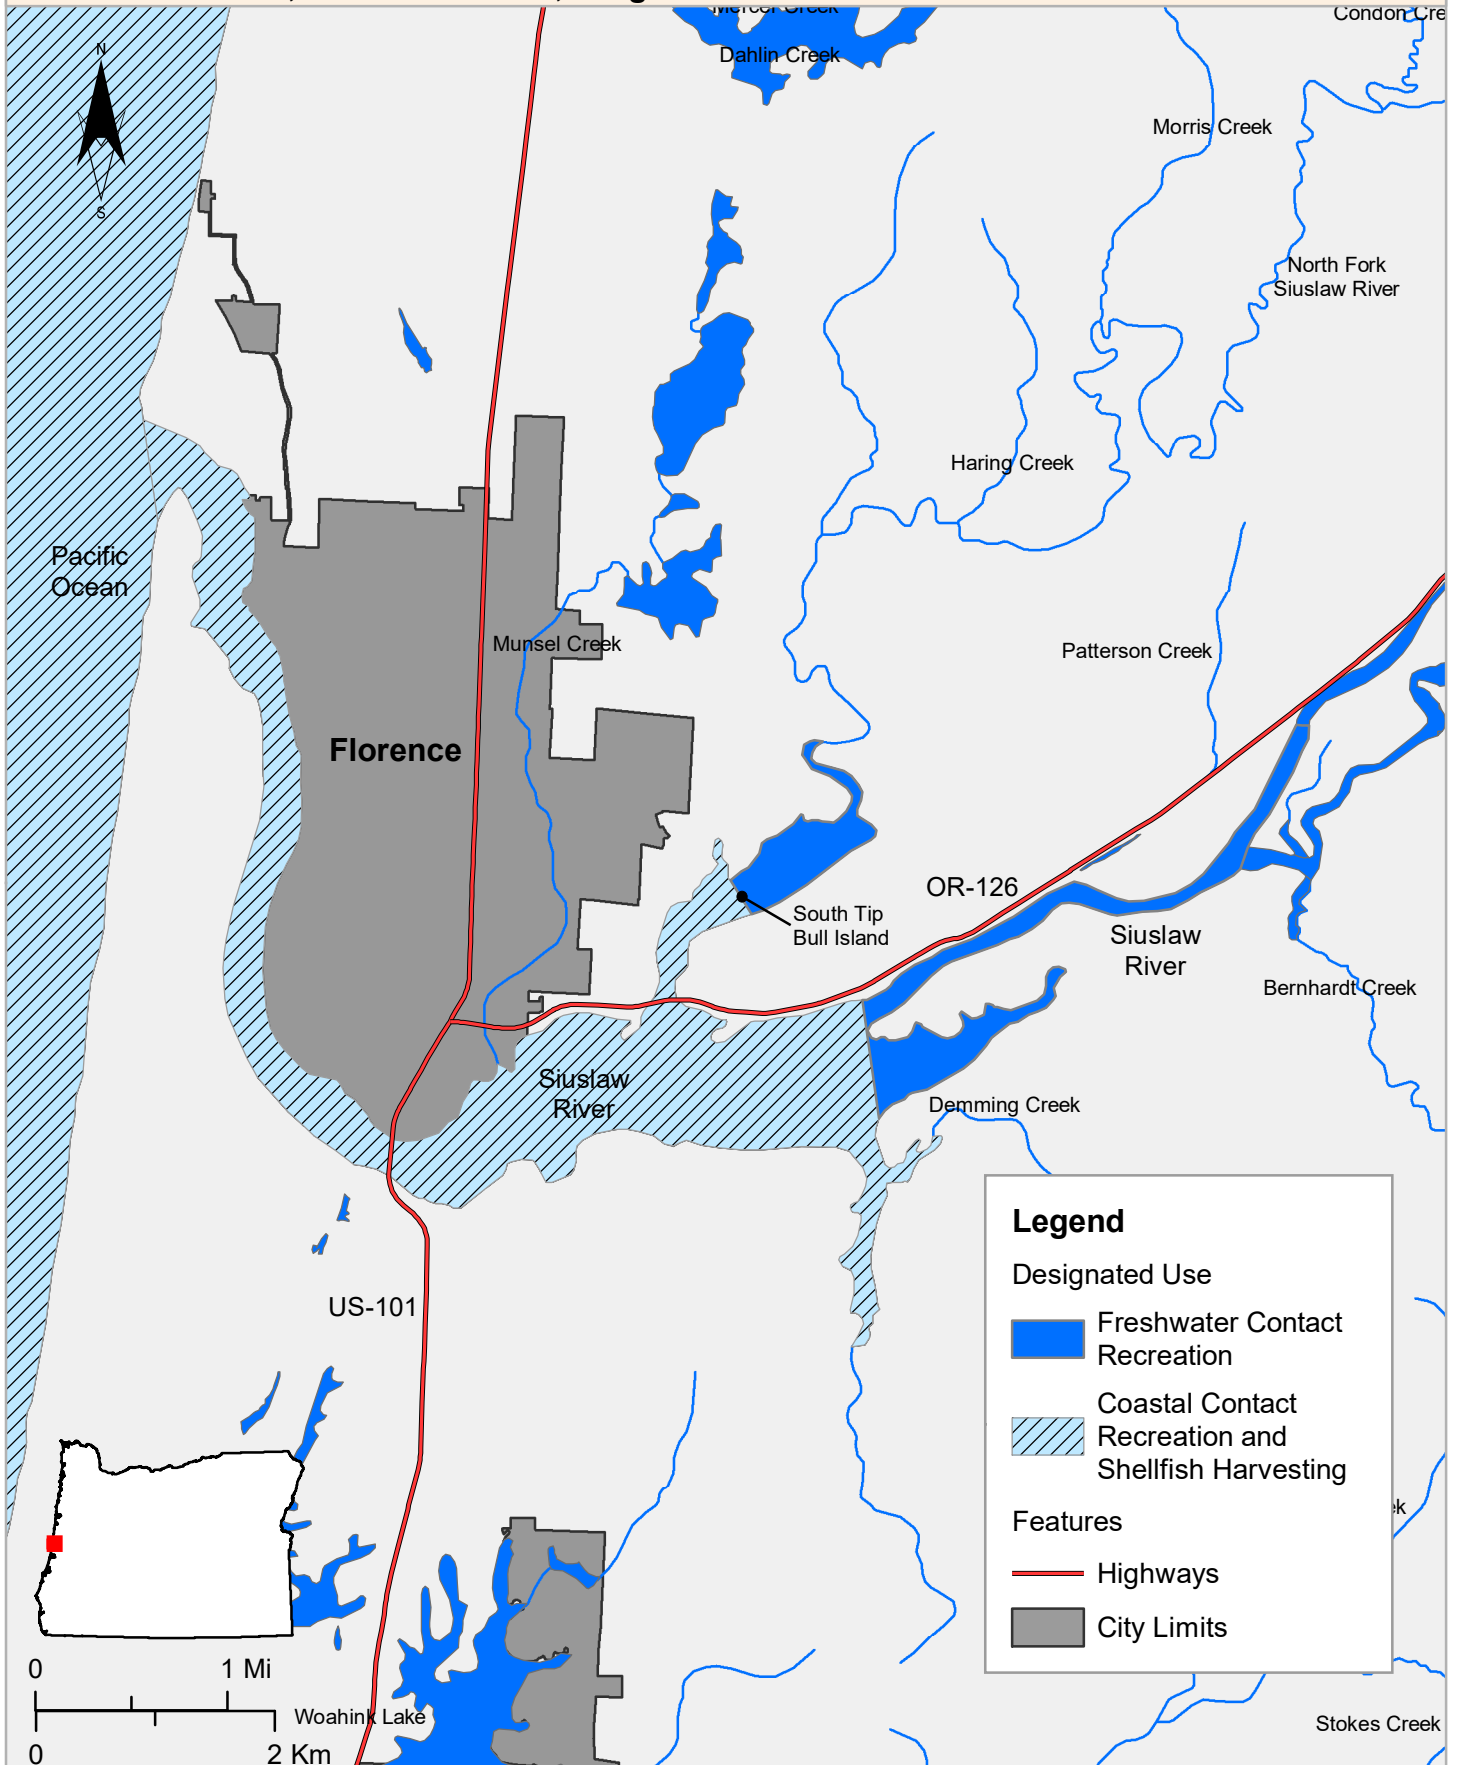 Mercer Creek
Condon Cre
Dahlin Creek
N
S
Morris Creek
North Fork
Siuslaw River
Haring Creek
Pacific
Ocean
Munsel Creek
Patterson Creek
Florence
OR-126
South Tip
Bull Island
Siuslaw
River
Bernhardt Creek
Siuslaw
River
Demming Creek
US-101
Legend
Designated Use
Freshwater Contact
Recreation
Coastal Contact
Recreation and
Shellfish Harvesting
Features
Highways
City Limits
ek
0 1 Mi
Woahink Lake
Stokes Creek
0 2 Km